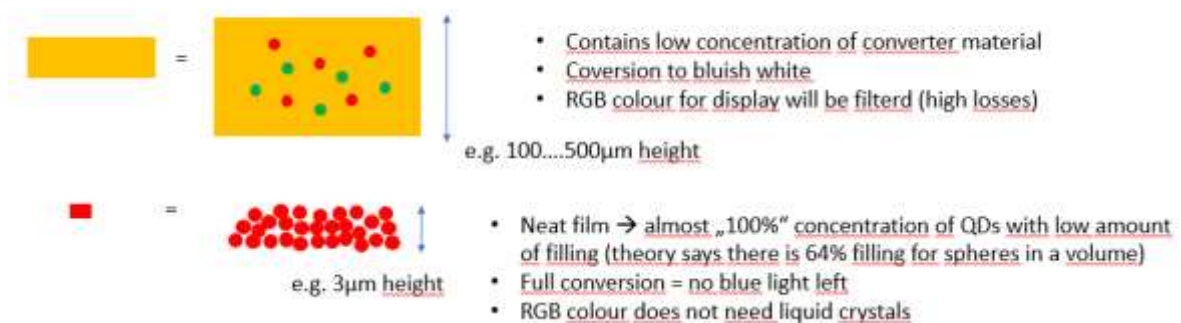 =
• Contains low concentration of converter material
• Coversion to bluish white
• RGB colour for display will be filterd (high losses)
e.g. 100....500µm height
=
• Neat film → almost „100%“ concentration of QDs with low amount
of filling (theory says there is 64% filling for spheres in a volume)
e.g. 3µm height
• Full conversion = no blue light left
• RGB colour does not need liquid crystals